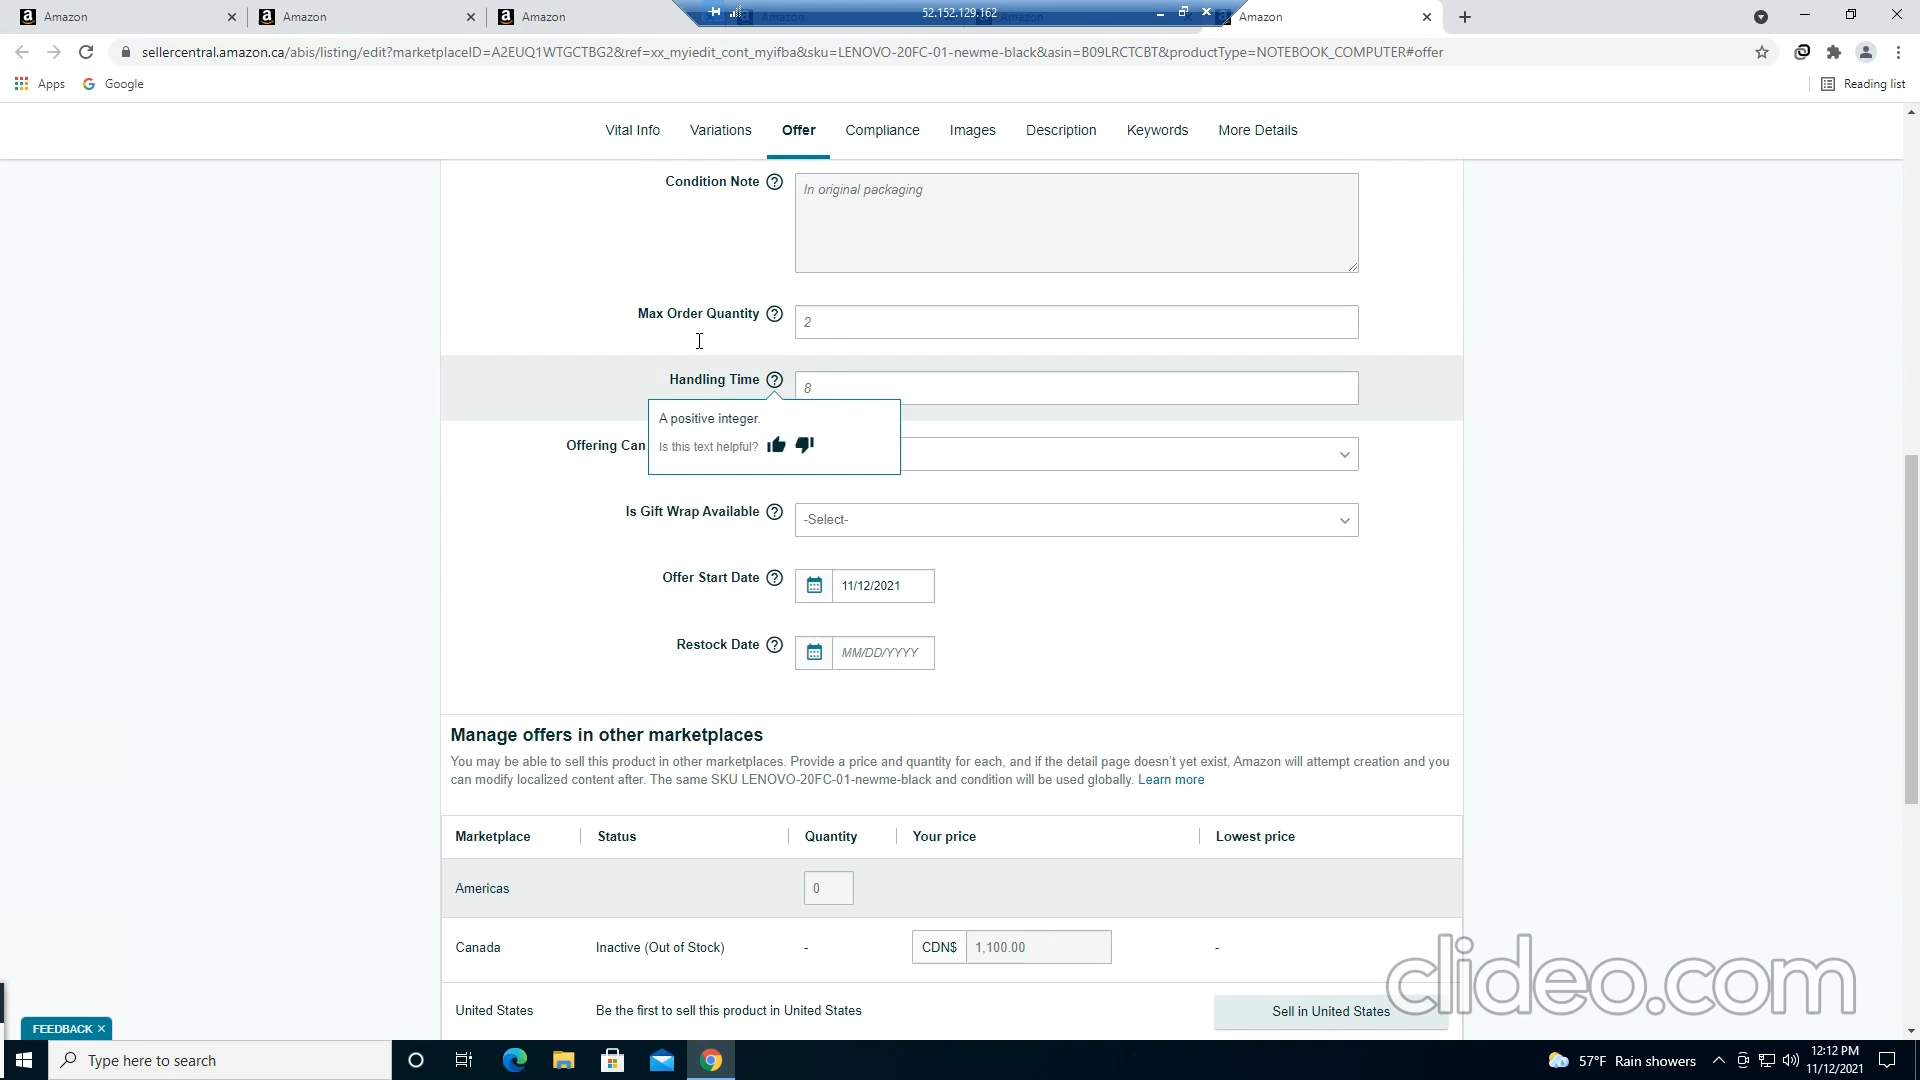 Amazon
Amazon
Amazon
52.152.129.162
Amazon
sellercentral.amazon.ca/abis/listing/edit?marketplaceID=A2EUQ1WTGCTBG2&ref=xx_myiedit_cont_myifba&sku=LENOVO-20FC-01-newme-black&asin=B09LRCTCBT&productType=NOTEBOOK_COMPUTER#offer
Apps
Google
Reading list
Vital Info
Variations
Offer
Compliance
Images
Description
Keywords
More Details
Condition Note
In original packaging
Max Order Quantity
2
Handling Time
8
A positive integer.
Is this text helpful?
Offering Can
Is Gift Wrap Available
-Select-
Offer Start Date
11/12/2021
Restock Date
MM/DD/YYYY
Manage offers in other marketplaces
You may be able to sell this product in other marketplaces. Provide a price and quantity for each, and if the detail page doesn't yet exist, Amazon will attempt creation and you
can modify localized content after. The same SKU LENOVO-20FC-01-newme-black and condition will be used globally. Learn more
Marketplace
Status
Quantity
Your price
Lowest price
Americas
0
Canada
Inactive (Out of Stock)
-
CDN$ 1,100.00
-
United States
Be the first to sell this product in United States
Sell in United States
clideo.com
FEEDBACK
Type here to search
57°F Rain showers
12:12 PM
11/12/2021